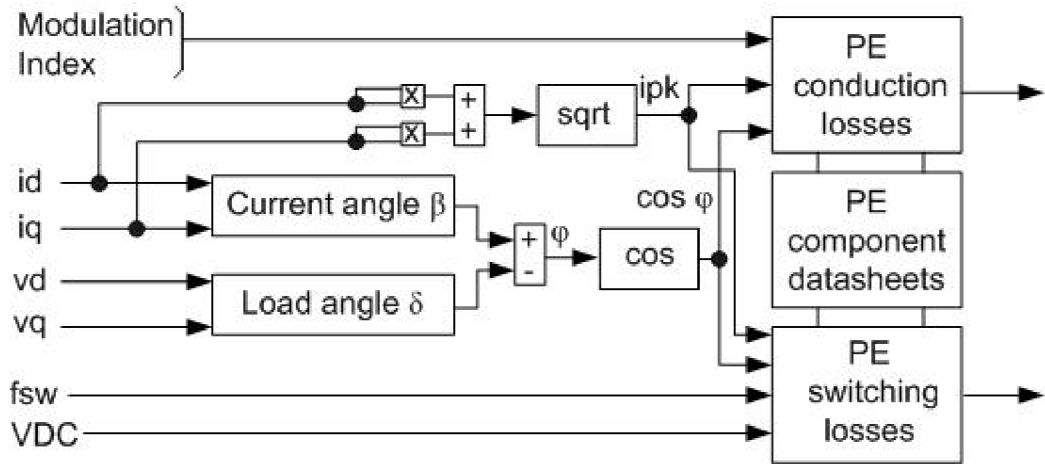 Modulation
Index
PE
conduction
losses
X
+
+
X
sqrt
ipk
id
iq
Current angle β
cos φ
+
-
φ
cos
PE
component
datasheets
vd
vq
Load angle δ
fsw
VDC
PE
switching
losses